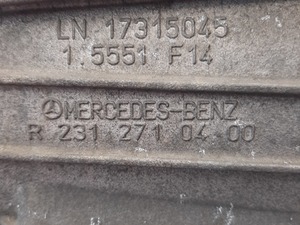 LN 17315045
1.5551 F14
MERCEDES-BENZ
R 231 271 04 00